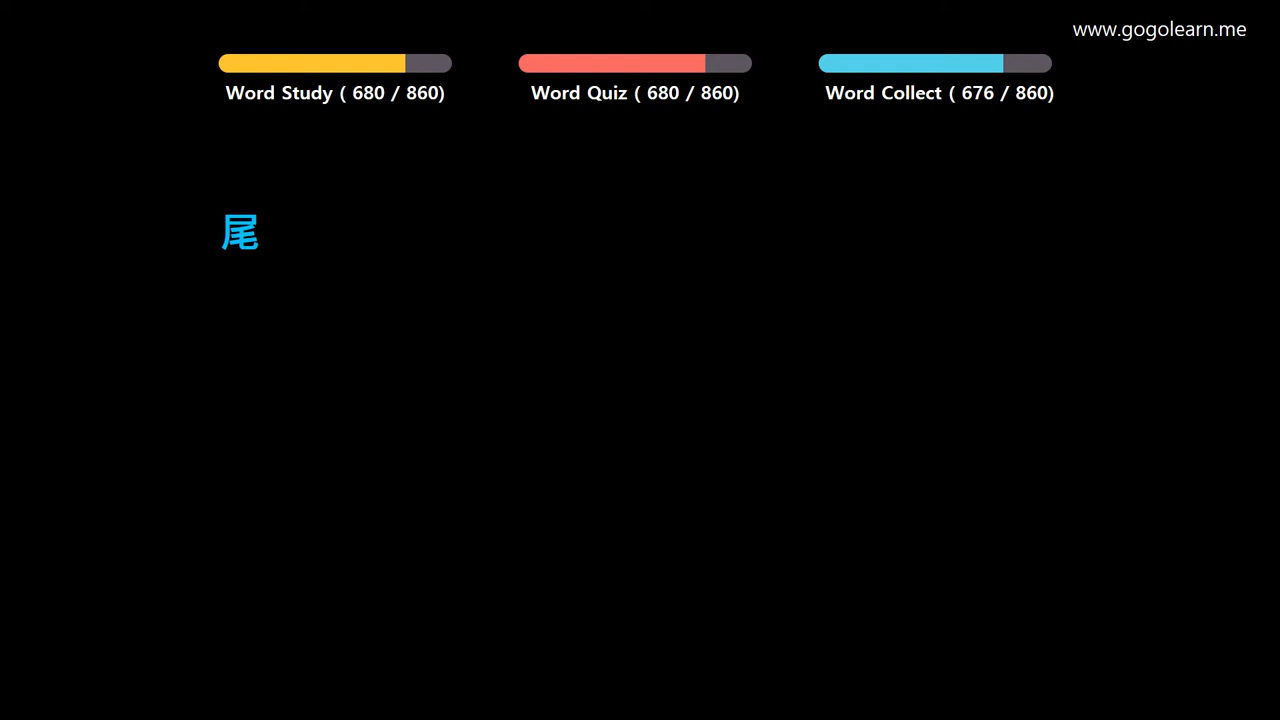 www.gogolearn.me
Word Study ( 680 / 860)
Word Quiz ( 680 / 860)
Word Collect ( 676 / 860)
尾